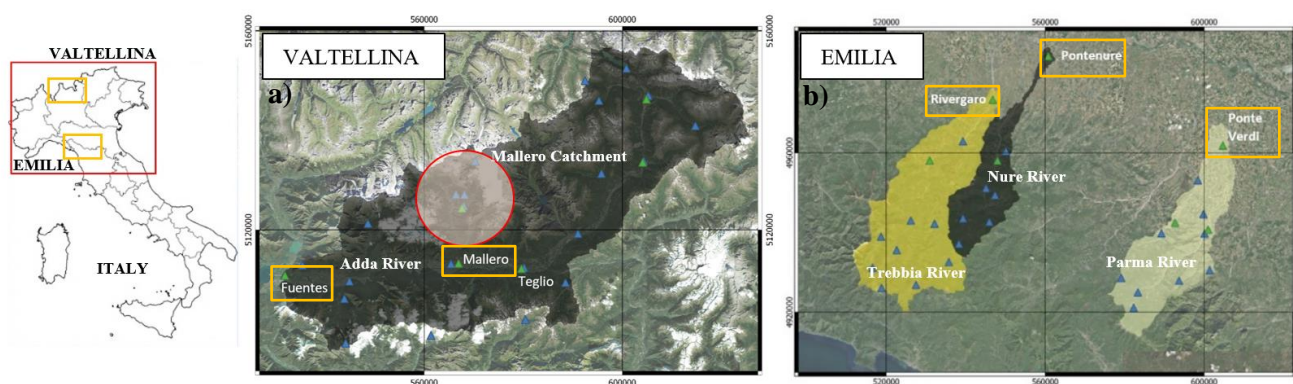 VALTELLINA
EMILIA
ITALY
560000
600000
5160000
5120000
VALTELLINA
a)
Mallero Catchment
Adda River
Mallero
Fuentes
Teglio
560000
600000
520000
560000
600000
4960000
4920000
EMILIA
b)
Pontenure
Rivergaro
Ponte
Verdi
Nure River
Trebbia River
Parma River
520000
560000
600000